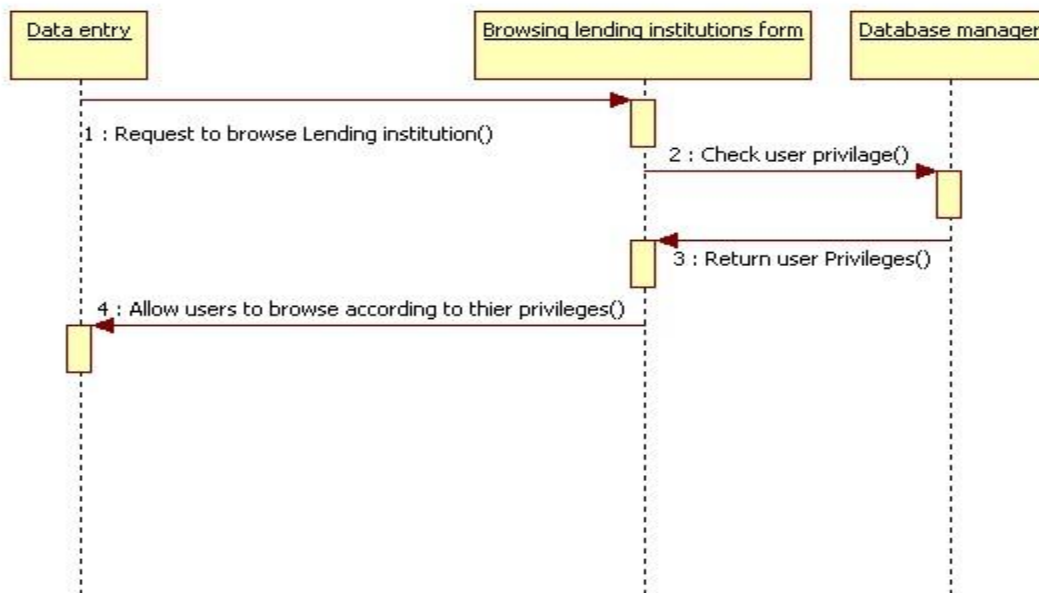 Data entry
Browsing lending institutions form
Database manager
1 : Request to browse Lending institution()
2 : Check user privilage()
3 : Return user Privileges()
4 : Allow users to browse according to thier privileges()